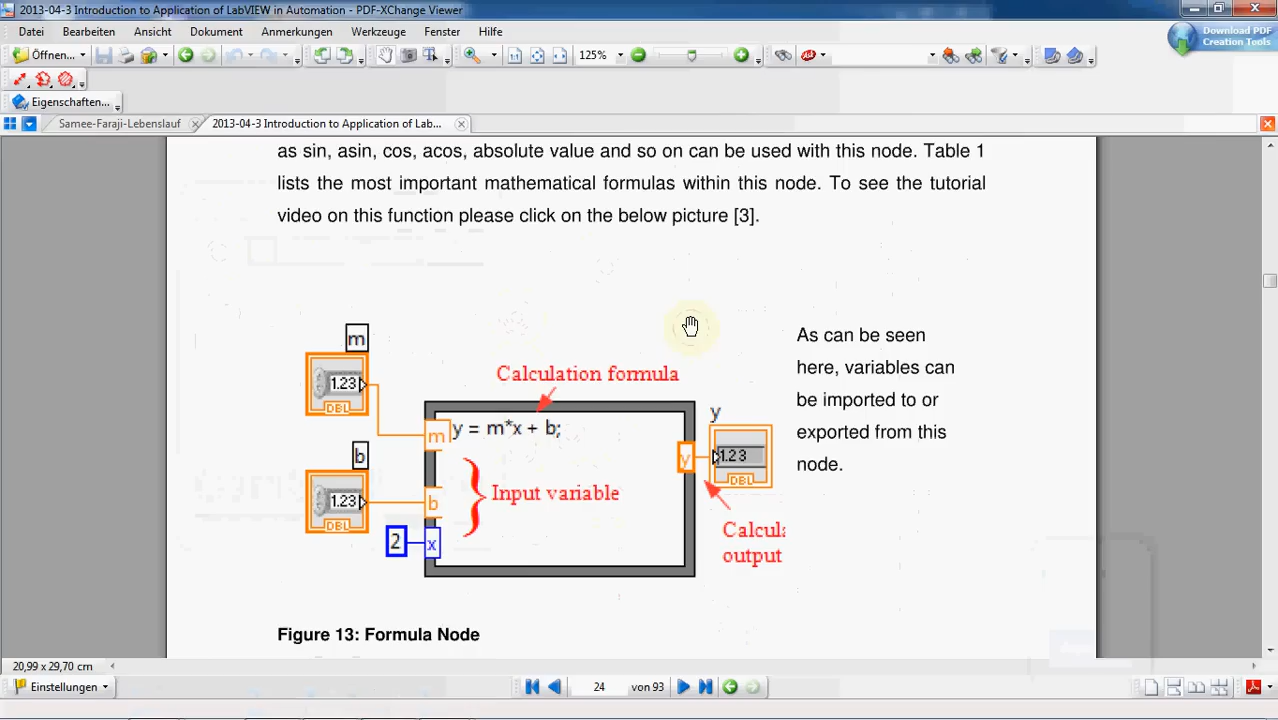 2013-04-3 Introduction to Application of LabVIEW in Automation - PDF-XChange Viewer
Datei Bearbeiten Ansicht Dokument Anmerkungen Werkzeuge Fenster Hilfe
Download PDF
Creation Tools
Öffnen...
125%
Eigenschaften...
Samee-Faraji-Lebenslauf
2013-04-3 Introduction to Application of Lab...
as sin, asin, cos, acos, absolute value and so on can be used with this node. Table 1
lists the most important mathematical formulas within this node. To see the tutorial
video on this function please click on the below picture [3].
m
1.23
DBL
Calculation formula
y
m
y = m*x + b;
y
1.23
DBL
b
1.23
DBL
b
Input variable
2
x
output
As can be seen
here, variables can
be imported to or
exported from this
node.
Figure 13: Formula Node
20,99 x 29,70 cm
Einstellungen
24
von 93